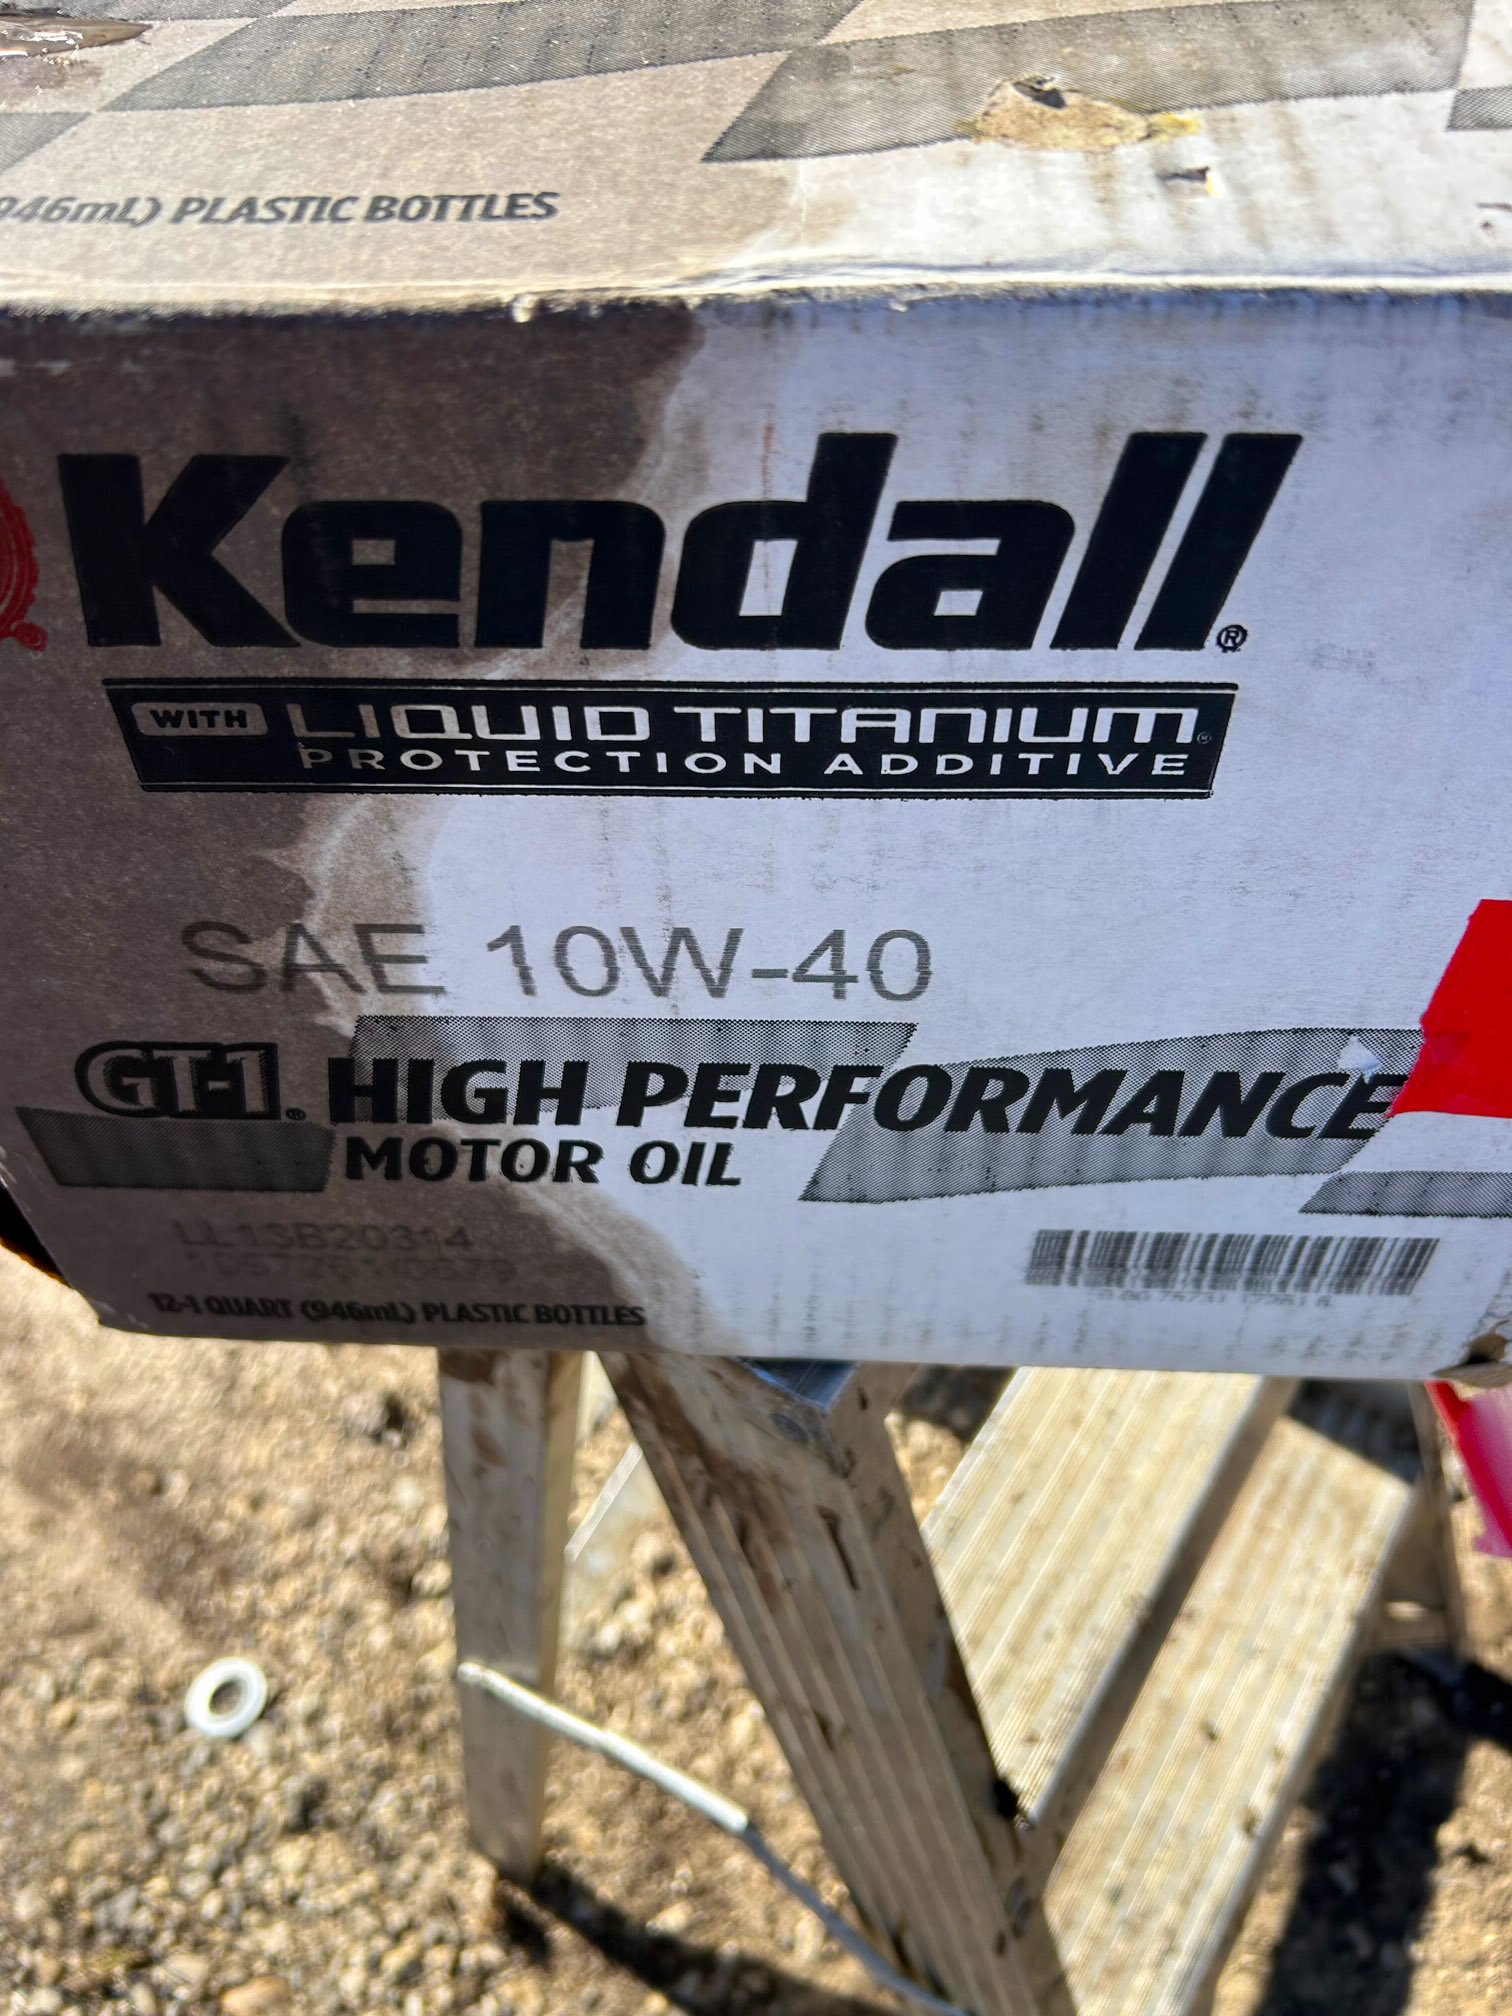 946mL) PLASTIC BOTTLES
Kendall®
WITH LIQUID TITANIUM®
PROTECTION ADDITIVE
SAE 10W-40
GT-1® HIGH PERFORMANCE
MOTOR OIL
LL13B20314
12-1 QUART (946mL) PLASTIC BOTTLES